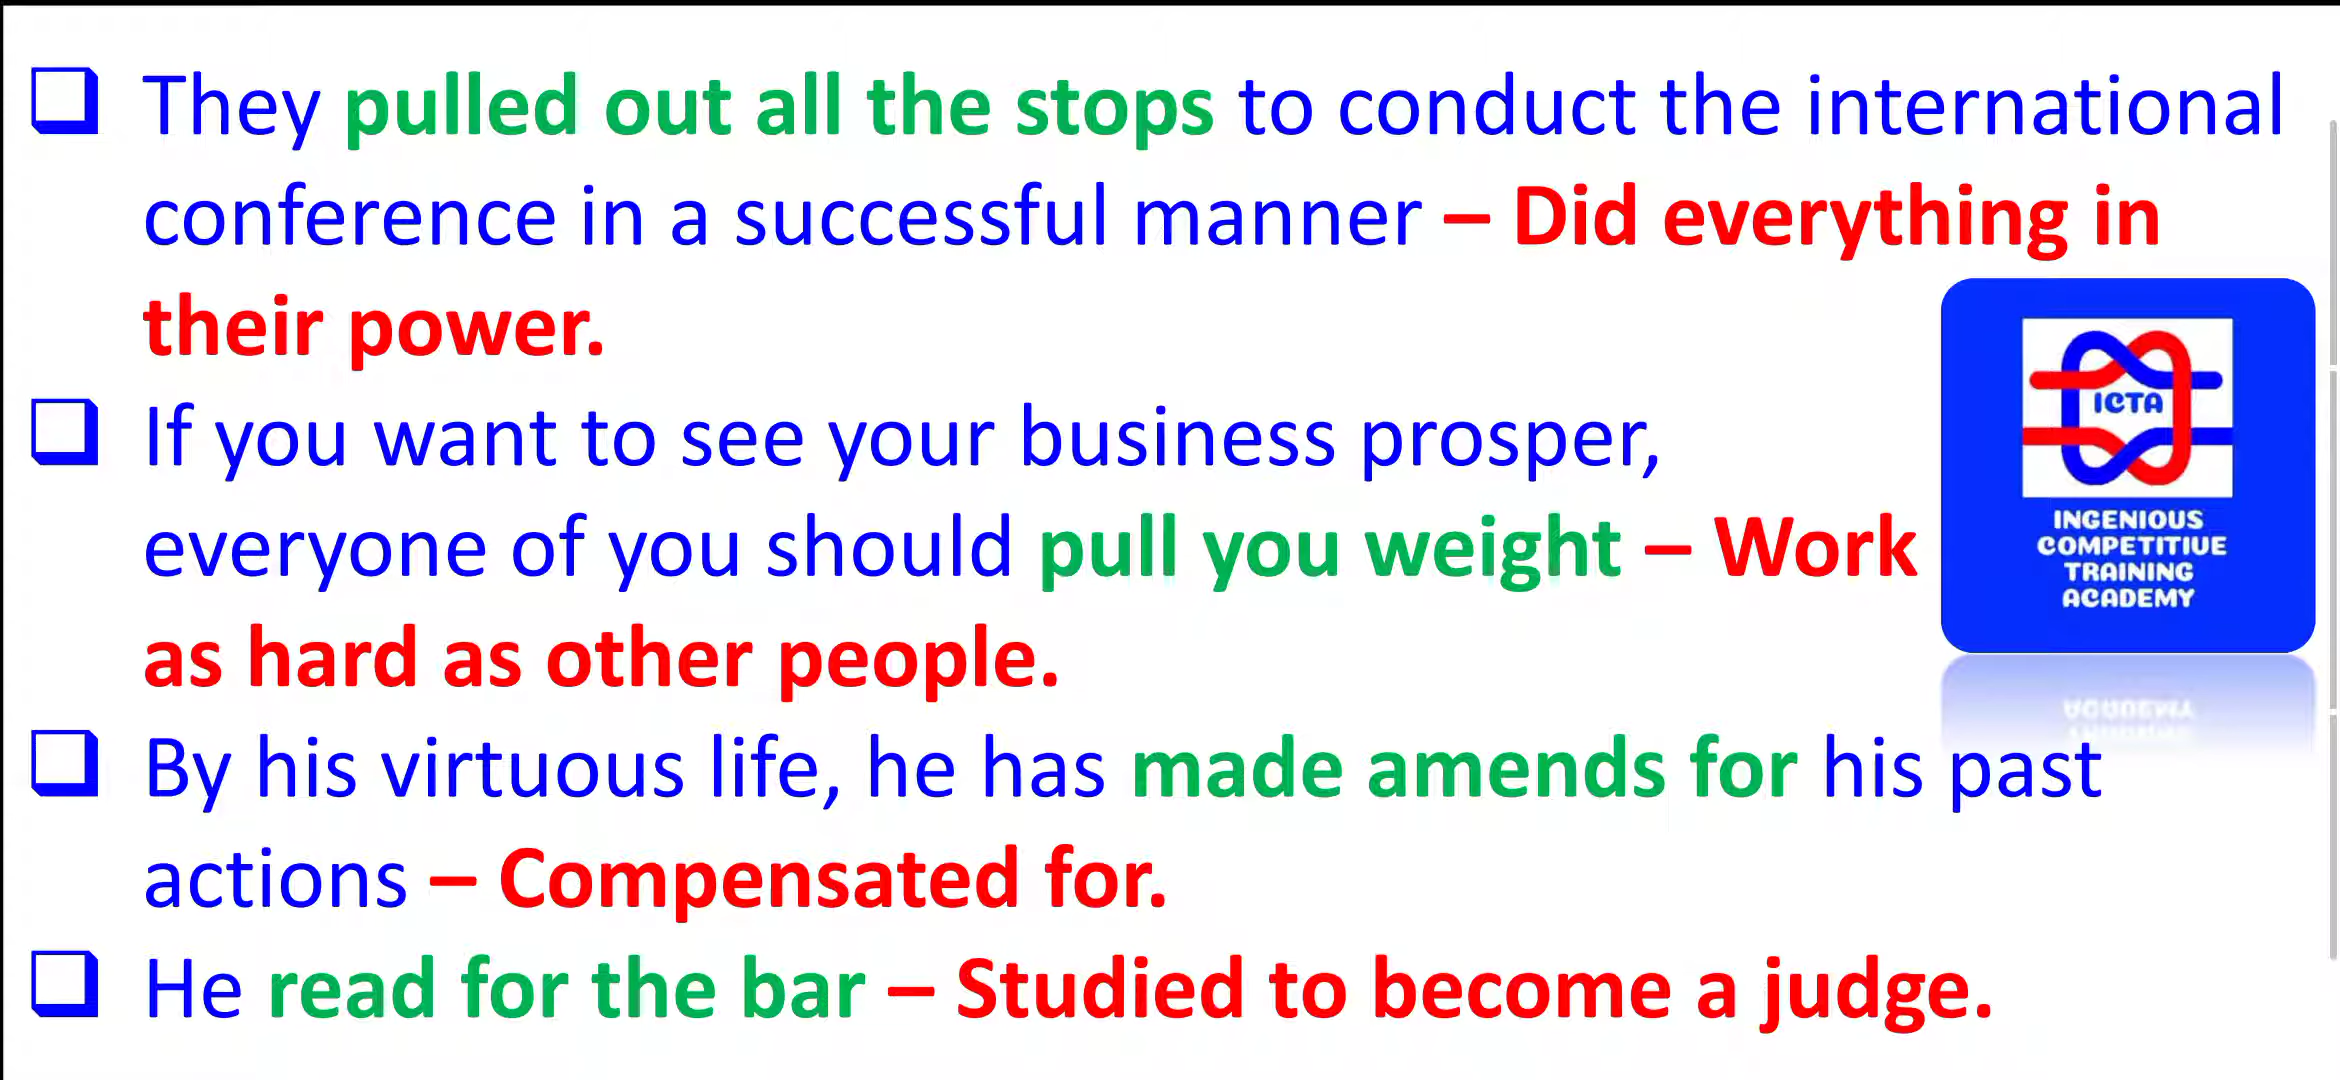 ❑ They pulled out all the stops to conduct the international
conference in a successful manner – Did everything in
their power.
❑ If you want to see your business prosper,
everyone of you should pull you weight – Work
as hard as other people.
❑ By his virtuous life, he has made amends for his past
actions – Compensated for.
❑ He read for the bar – Studied to become a judge.
ICTA
INGENIOUS
COMPETITIVE
TRAINING
ACADEMY